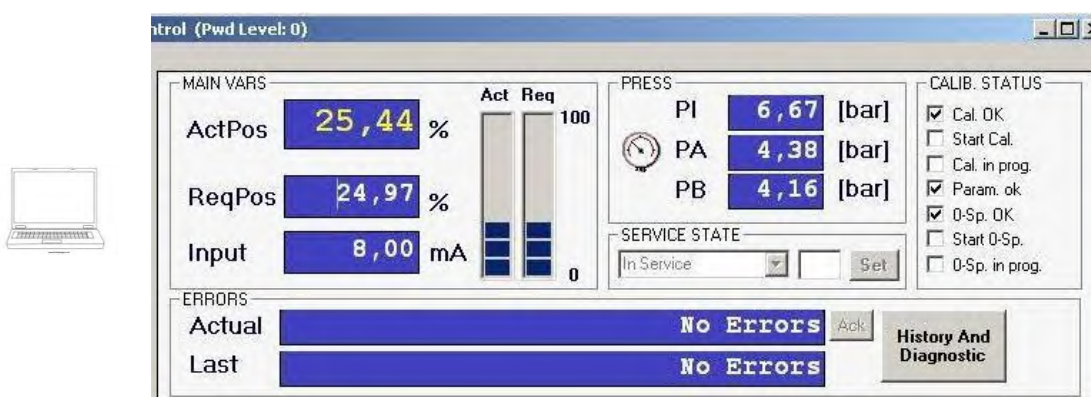 ntrol (Pwd Level: 0)
MAIN VARS
Act Req
ActPos 25,44 %
100
ReqPos 24,97 %
Input 8,00 mA
0
PRESS
PI 6,67 [bar]
PA 4,38 [bar]
PB 4,16 [bar]
SERVICE STATE
In Service Set
CALIB. STATUS
Cal. OK
Start Cal.
Cal. in prog.
Param. ok
0-Sp. OK
Start 0-Sp.
0-Sp. in prog.
ERRORS
Actual No Errors Ack
Last No Errors
History And
Diagnostic